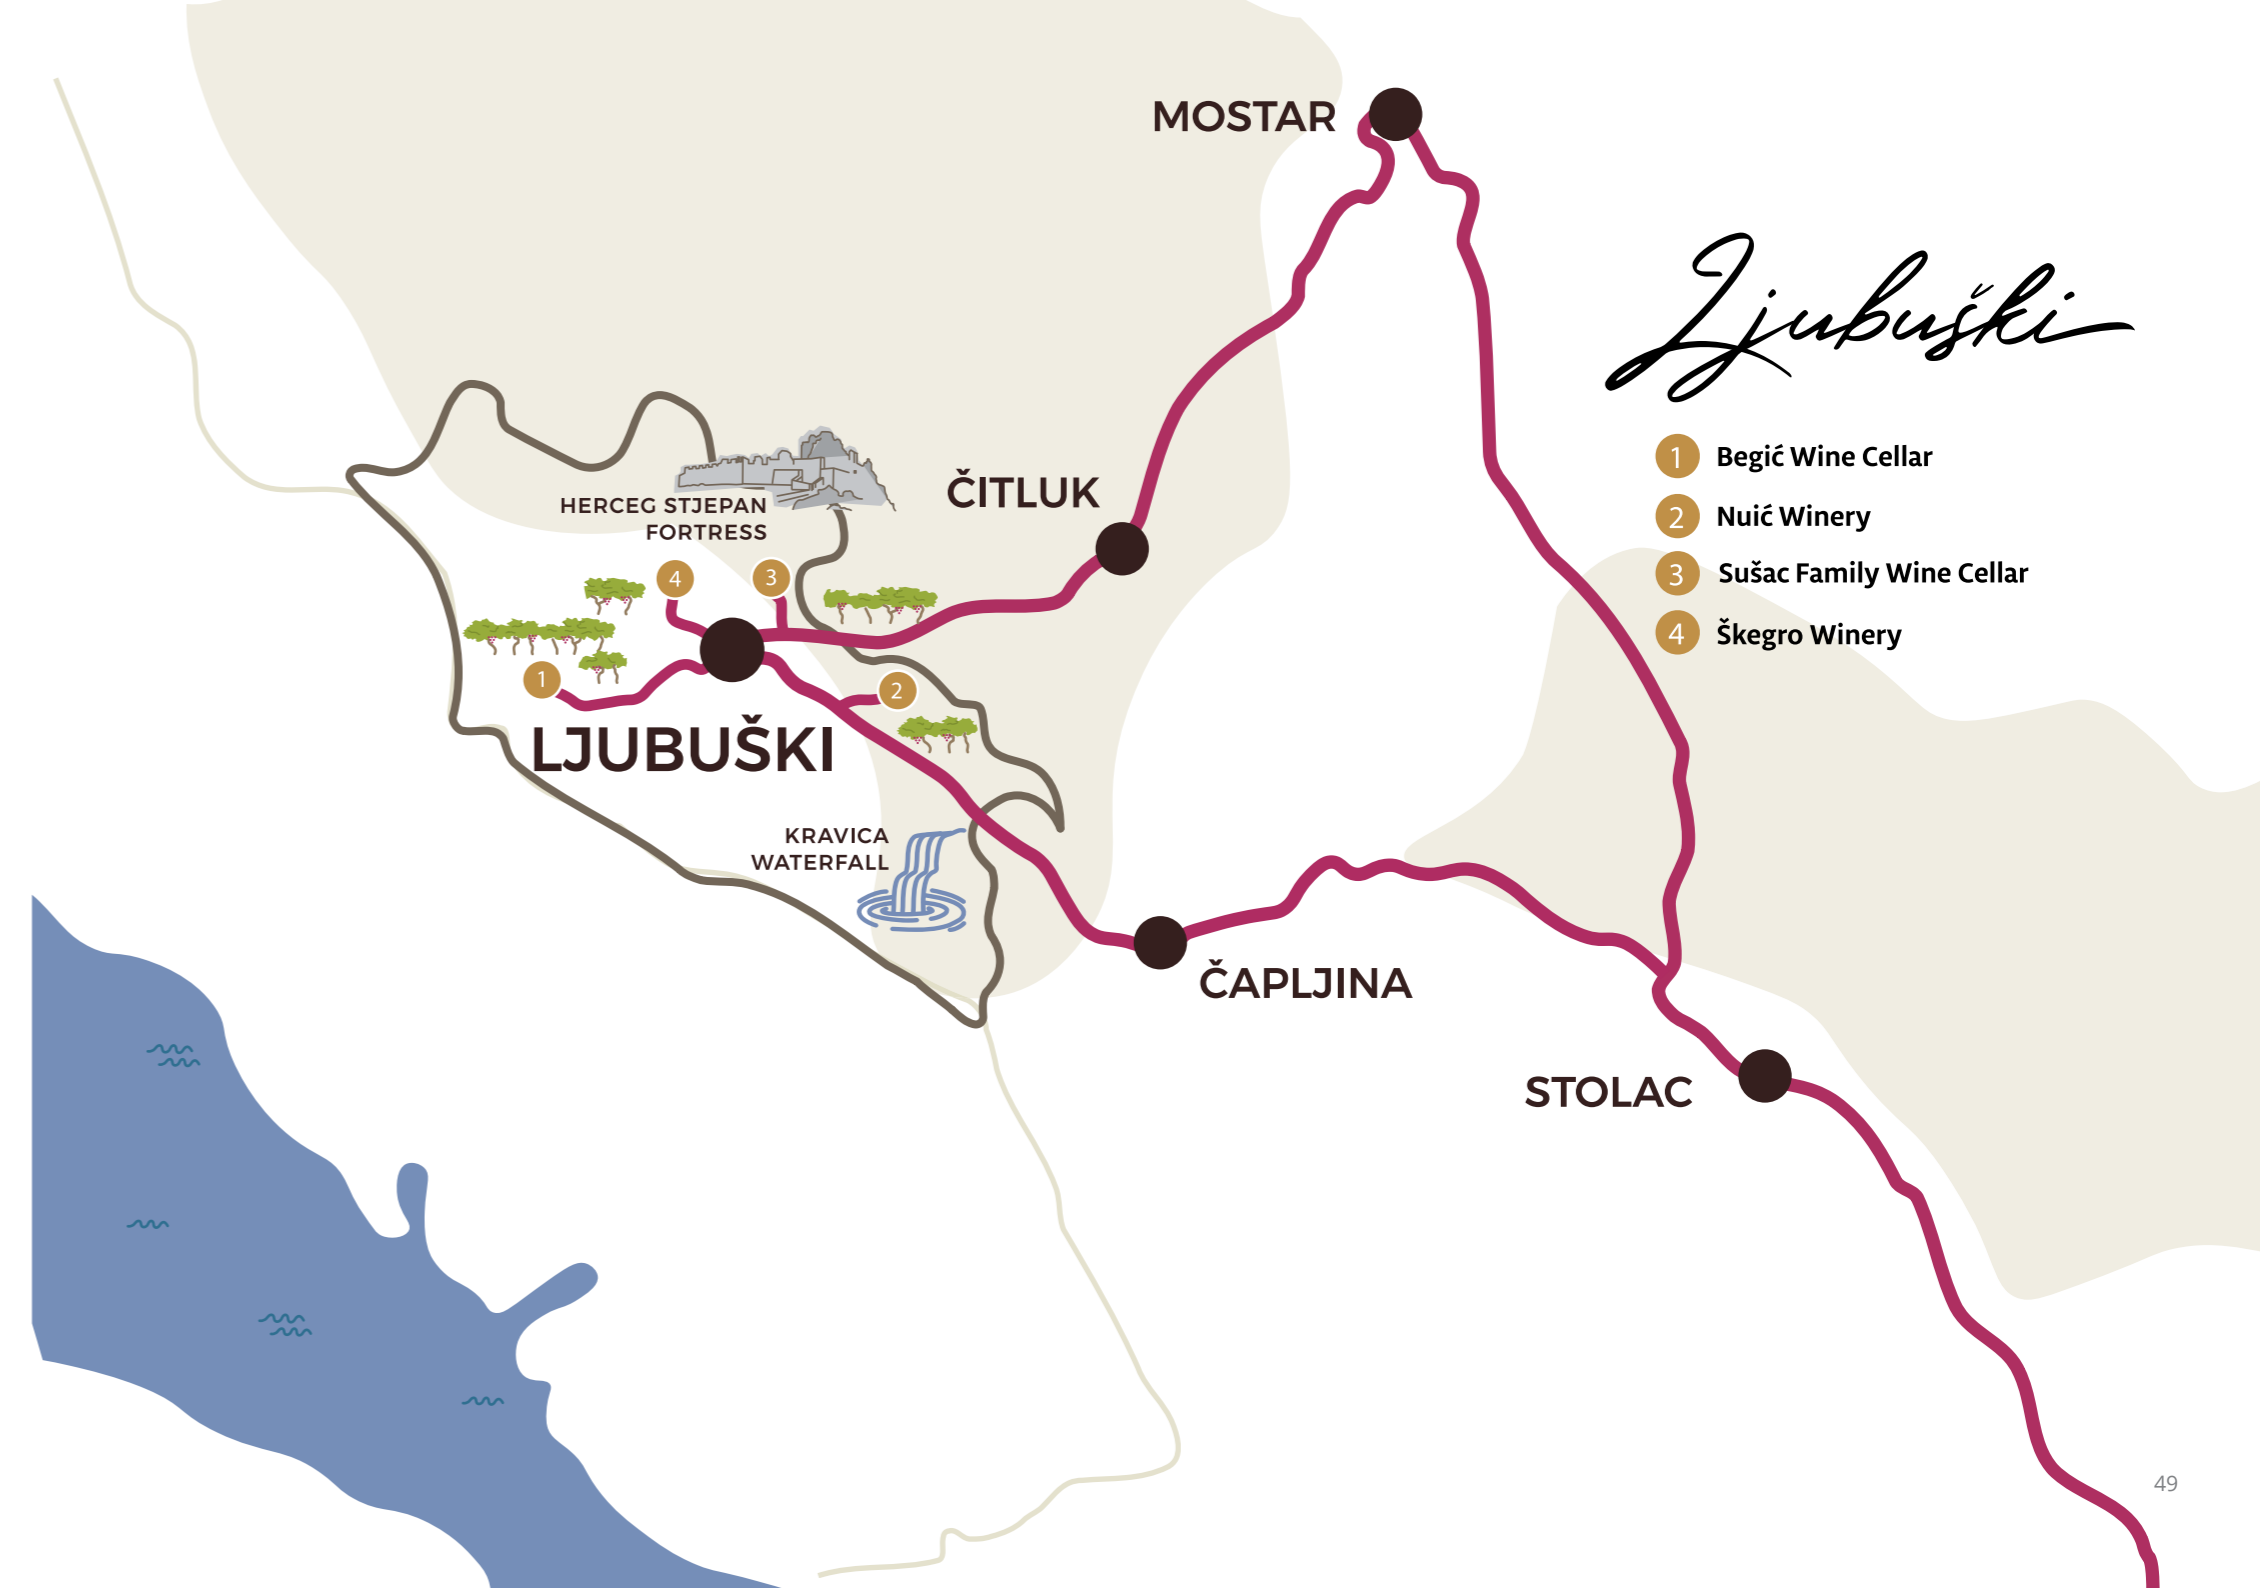 MOSTAR
Ljubuški
1 Begić Wine Cellar
ČITLUK
HERCEG STJEPAN
FORTRESS
2 Nuić Winery
4
3
3 Sušac Family Wine Cellar
4 Škegro Winery
1
2
LJUBUŠKI
KRAVICA
WATERFALL
ČAPLJINA
STOLAC
49